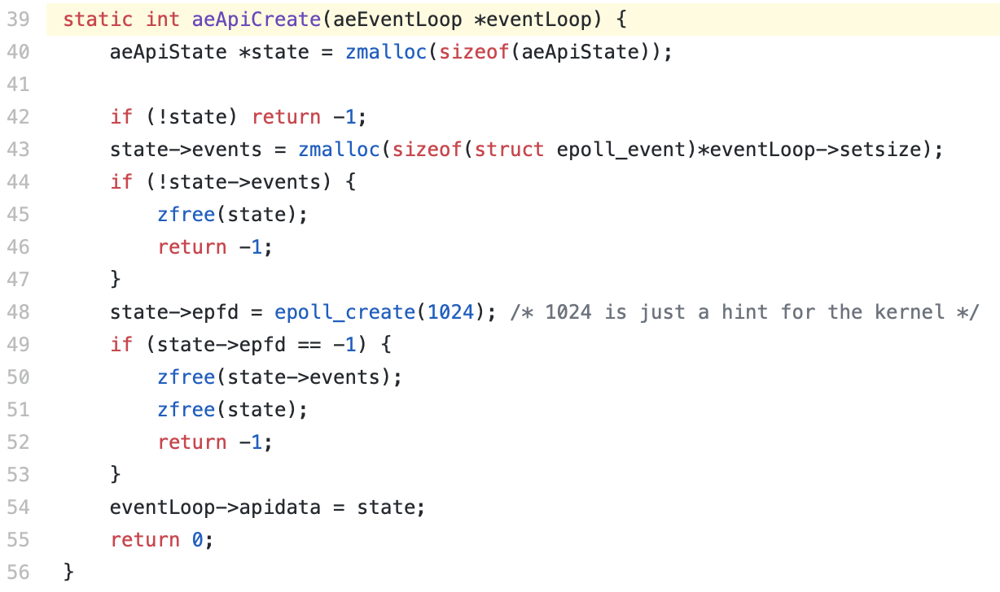 39 static int aeApiCreate(aeEventLoop *eventLoop) {
40     aeApiState *state = zmalloc(sizeof(aeApiState));
41
42     if (!state) return -1;
43     state->events = zmalloc(sizeof(struct epoll_event)*eventLoop->setsize);
44     if (!state->events) {
45         zfree(state);
46         return -1;
47     }
48     state->epfd = epoll_create(1024); /* 1024 is just a hint for the kernel */
49     if (state->epfd == -1) {
50         zfree(state->events);
51         zfree(state);
52         return -1;
53     }
54     eventLoop->apidata = state;
55     return 0;
56 }